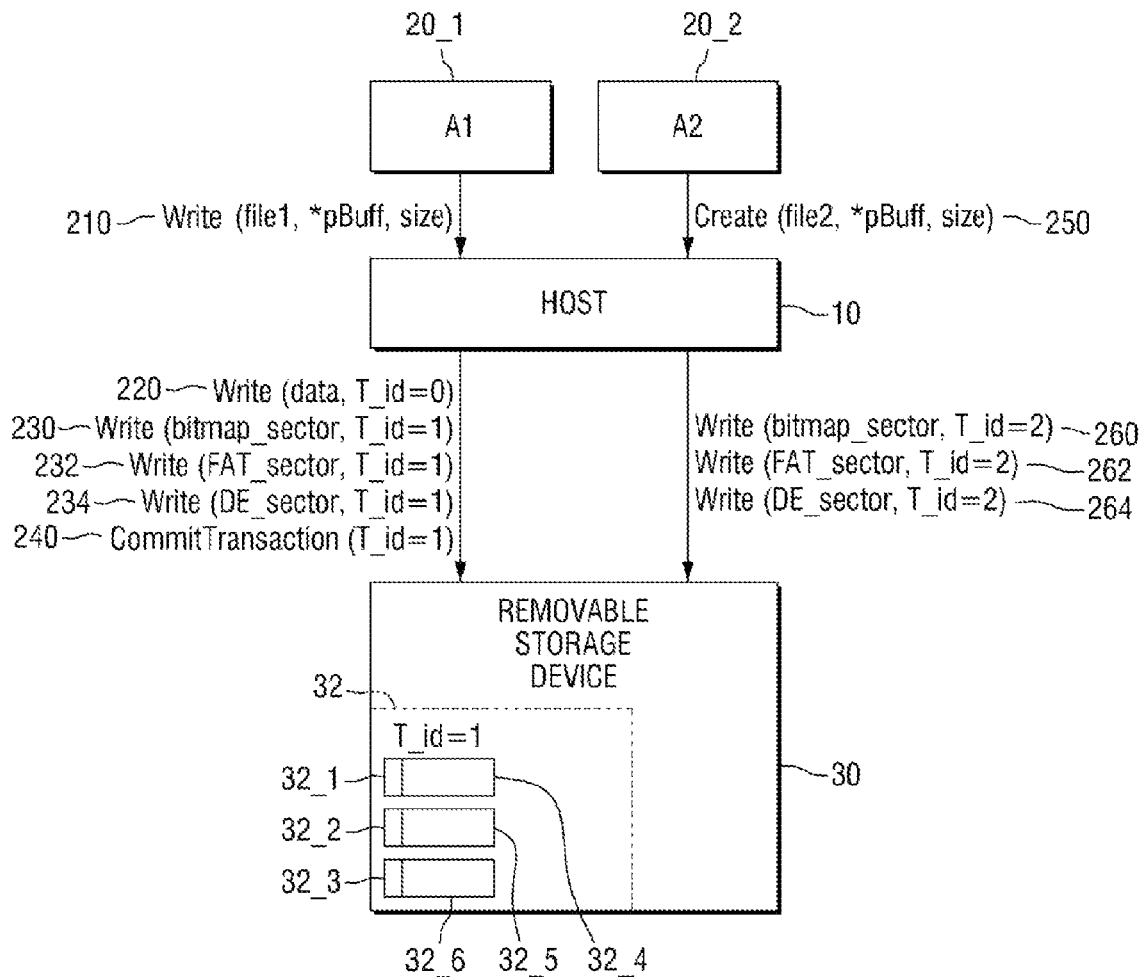 20_1 20_2
A1 A2
210 Write (file1, *pBuff, size) Create (file2, *pBuff, size) 250
HOST 10
220 Write (data, T_id=0)
230 Write (bitmap_sector, T_id=1) Write (bitmap_sector, T_id=2) 260
232 Write (FAT_sector, T_id=1) Write (FAT_sector, T_id=2) 262
234 Write (DE_sector, T_id=1) Write (DE_sector, T_id=2) 264
240 CommitTransaction (T_id=1)
REMOVABLE
STORAGE
DEVICE
32
T_id=1
32_1 30
32_2
32_3
32_6 32_5 32_4